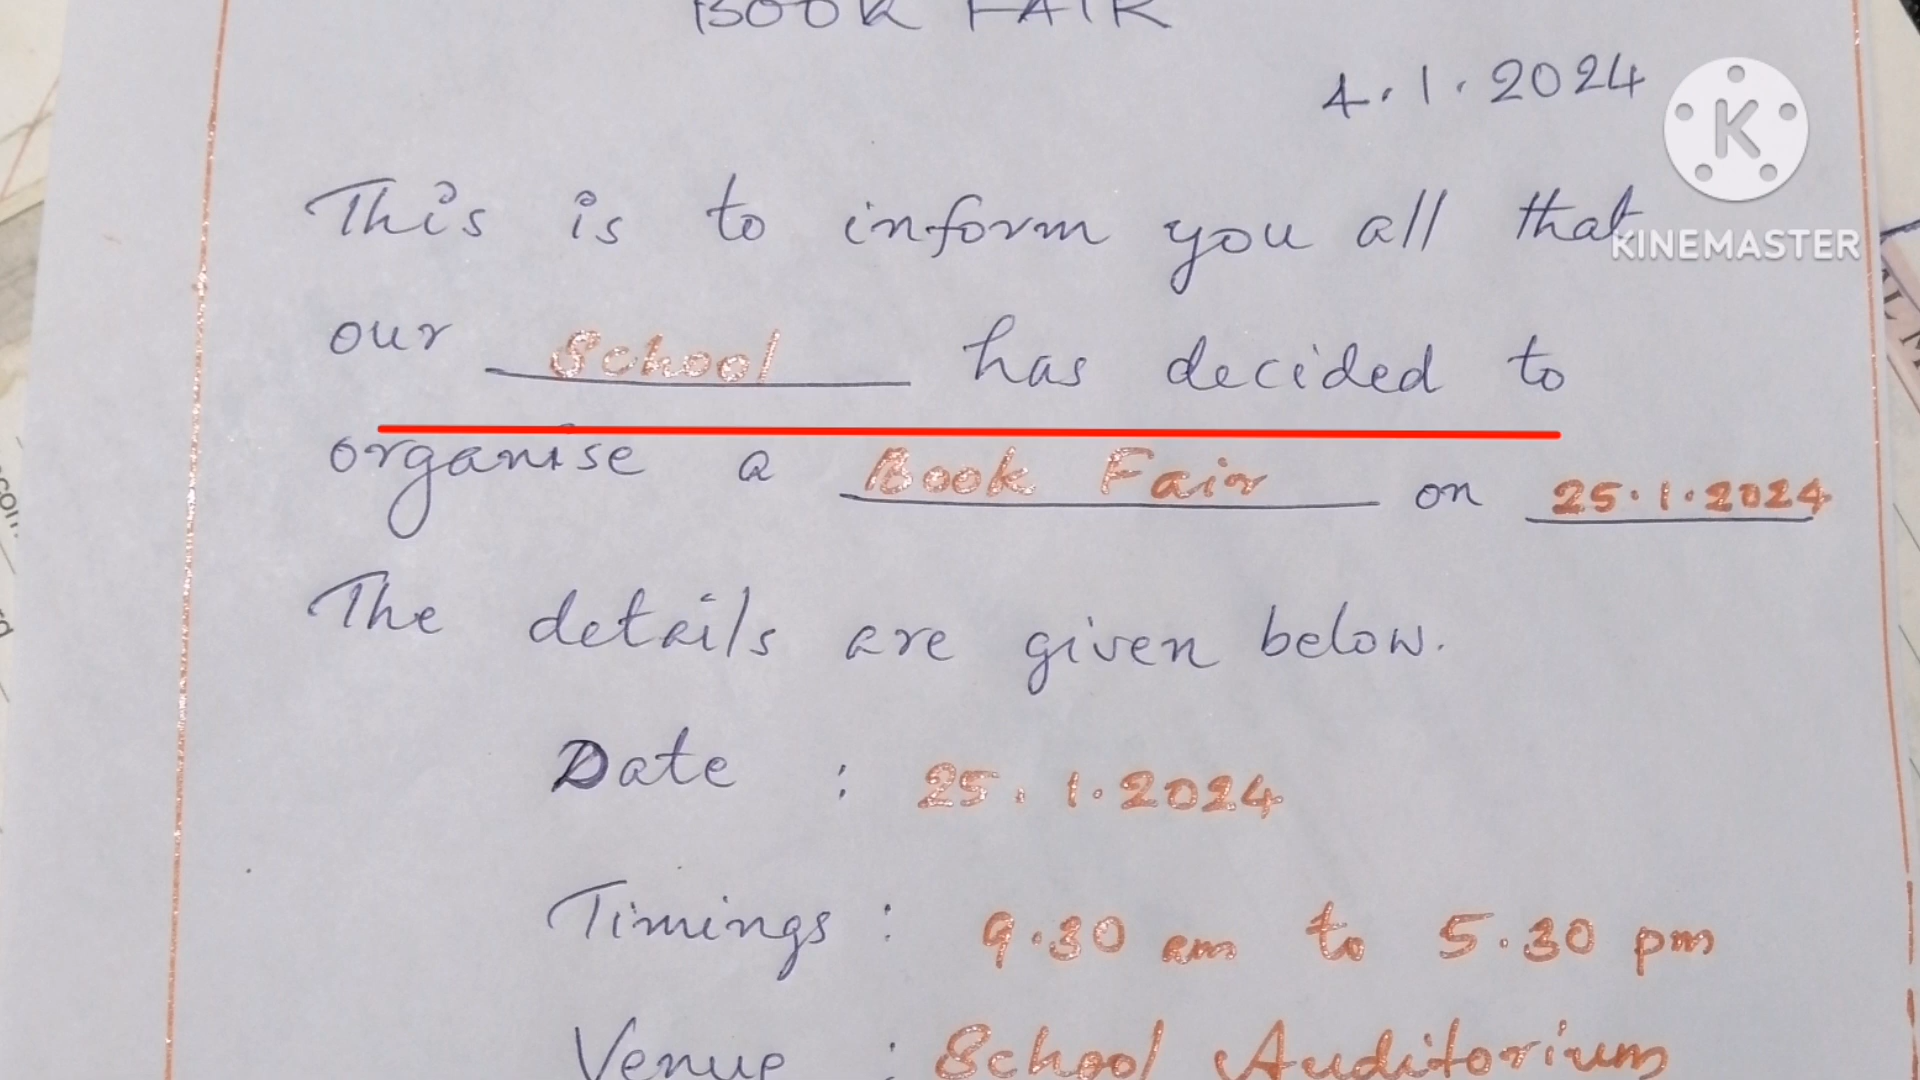 BOOK FAIR
4.1.2024
This is to inform you all that
KINEMASTER
our School has decided to
organise a Book Fair on 25.1.2024
The details are given below.
Date : 25.1.2024
Timings : 9.30 am to 5.30 pm
Venue : School Auditorium